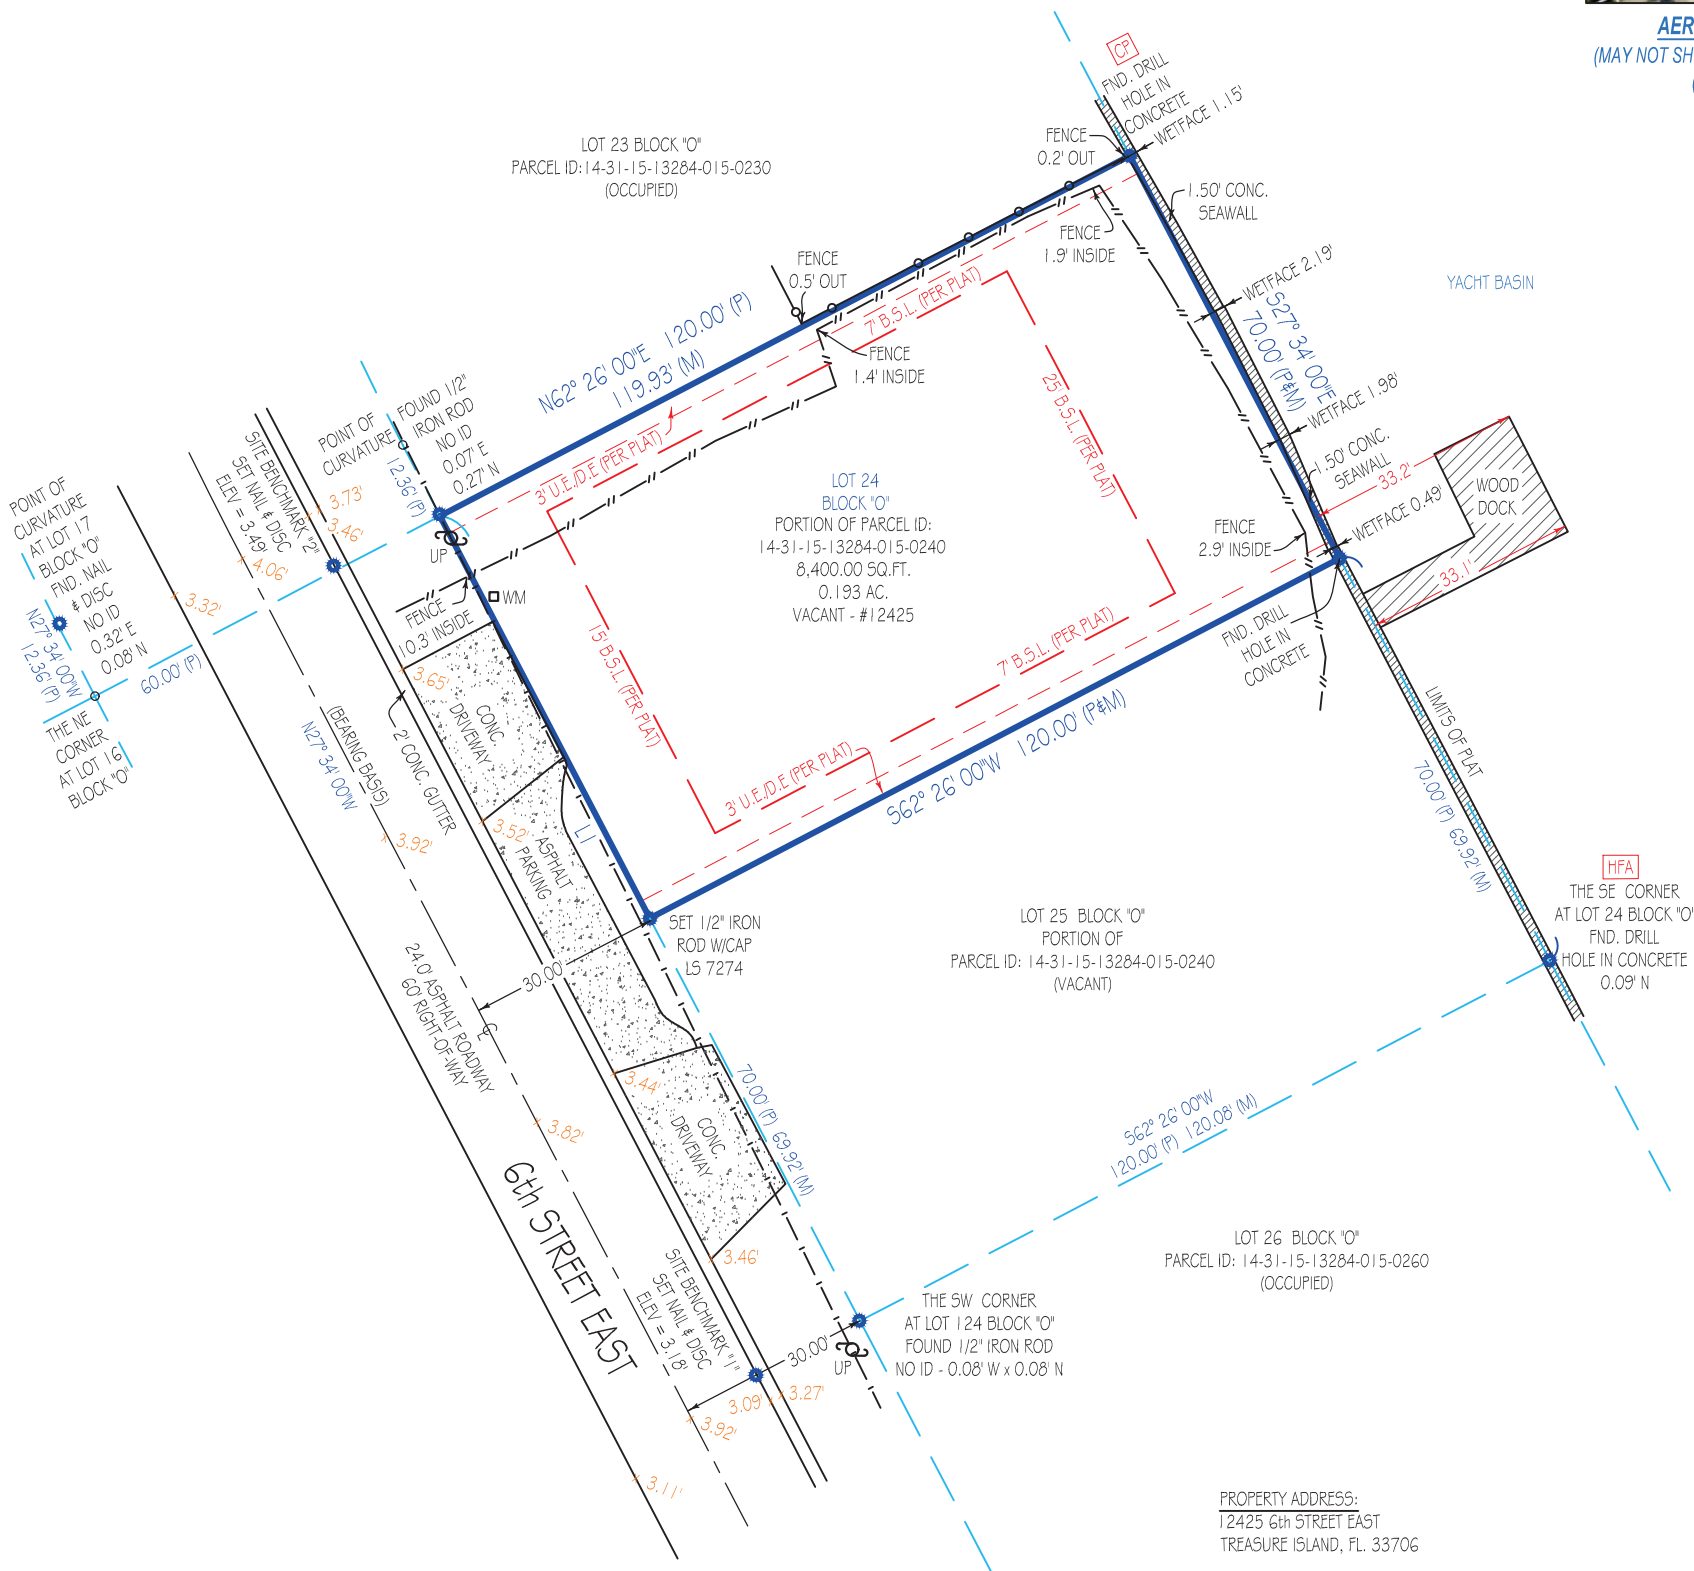 AER
(MAY NOT SH
(
CP
FND. DRILL
HOLE IN
CONCRETE
WETFACE 1.15'
FENCE
0.2' OUT
LOT 23 BLOCK "O"
PARCEL ID:14-31-15-13284-015-0230
(OCCUPIED)
1.50' CONC.
SEAWALL
FENCE
1.9' INSIDE
FENCE
0.5' OUT
WETFACE 2.19'
YACHT BASIN
S27° 34' 00"E
70.00' (P&M)
7' B.S.L. (PER PLAT)
N62° 26' 00"E 120.00' (P)
119.93' (M)
FENCE
1.4' INSIDE
25' B.S.L. (PER PLAT)
WETFACE 1.98'
1.50' CONC.
SEAWALL
33.2'
WOOD
DOCK
WETFACE 0.49'
33.1'
FOUND 1/2"
IRON ROD
NO ID
0.07' E
0.27' N
POINT OF
CURVATURE
12.36' (P)
3' U.E./D.E (PER PLAT)
LOT 24
BLOCK "O"
PORTION OF PARCEL ID:
14-31-15-13284-015-0240
8,400.00 SQ.FT.
0.193 AC.
VACANT - #12425
FENCE
2.9' INSIDE
SITE BENCHMARK "2"
SET NAIL & DISC
ELEV = 3.49'
3.73'
3.46'
4.06'
3.32'
POINT OF
CURVATURE
AT LOT 17
BLOCK "O"
FND. NAIL
& DISC
NO ID
0.32' E
0.08' N
N27° 34' 00"W
12.36' (P)
60.00' (P)
THE NE
CORNER
AT LOT 16
BLOCK "O"
UP
WM
FENCE
10.3' INSIDE
3.65'
CONC.
DRIVEWAY
15' B.S.L. (PER PLAT)
7' B.S.L. (PER PLAT)
FND. DRILL
HOLE IN
CONCRETE
LIMITS OF PLAT
70.00' (P) 69.92' (M)
(BEARING BASIS)
N27° 34' 00"W
2' CONC. GUTTER
3' U.E./D.E (PER PLAT)
S62° 26' 00"W 120.00' (P&M)
3.92'
3.52'
ASPHALT
PARKING
L1
HFA
THE SE CORNER
AT LOT 24 BLOCK "O"
FND. DRILL
HOLE IN CONCRETE
0.09' N
SET 1/2" IRON
ROD W/CAP
LS 7274
30.00'
LOT 25 BLOCK "O"
PORTION OF
PARCEL ID: 14-31-15-13284-015-0240
(VACANT)
24.0' ASPHALT ROADWAY
60' RIGHT-OF-WAY
3.44'
70.00' (P) 69.92' (M)
3.82'
CONC.
DRIVEWAY
S62° 26' 00"W
120.00' (P) 120.08' (M)
6th STREET EAST
3.46'
LOT 26 BLOCK "O"
PARCEL ID: 14-31-15-13284-015-0260
(OCCUPIED)
SITE BENCHMARK "1"
SET NAIL & DISC
ELEV = 3.18'
THE SW CORNER
AT LOT 124 BLOCK "O"
FOUND 1/2" IRON ROD
NO ID - 0.08' W x 0.08' N
30.00'
UP
3.09'
3.27'
3.92'
3.11'
PROPERTY ADDRESS:
12425 6th STREET EAST
TREASURE ISLAND, FL. 33706